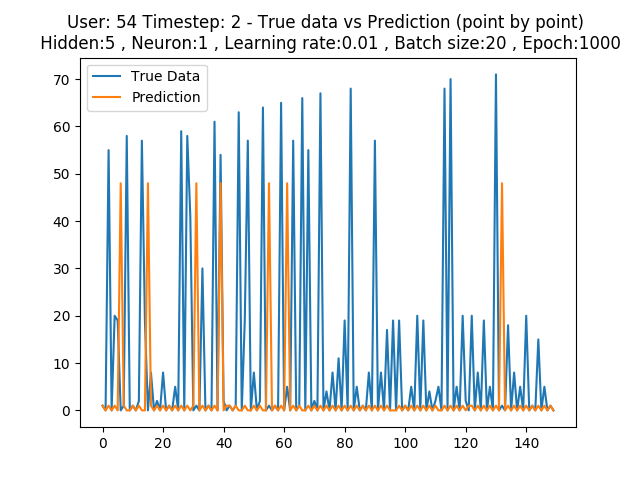 User: 54 Timestep: 2 - True data vs Prediction (point by point)
Hidden:5 , Neuron:1 , Learning rate:0.01 , Batch size:20 , Epoch:1000
True Data
Prediction
70
60
50
40
30
20
10
0
0 20 40 60 80 100 120 140